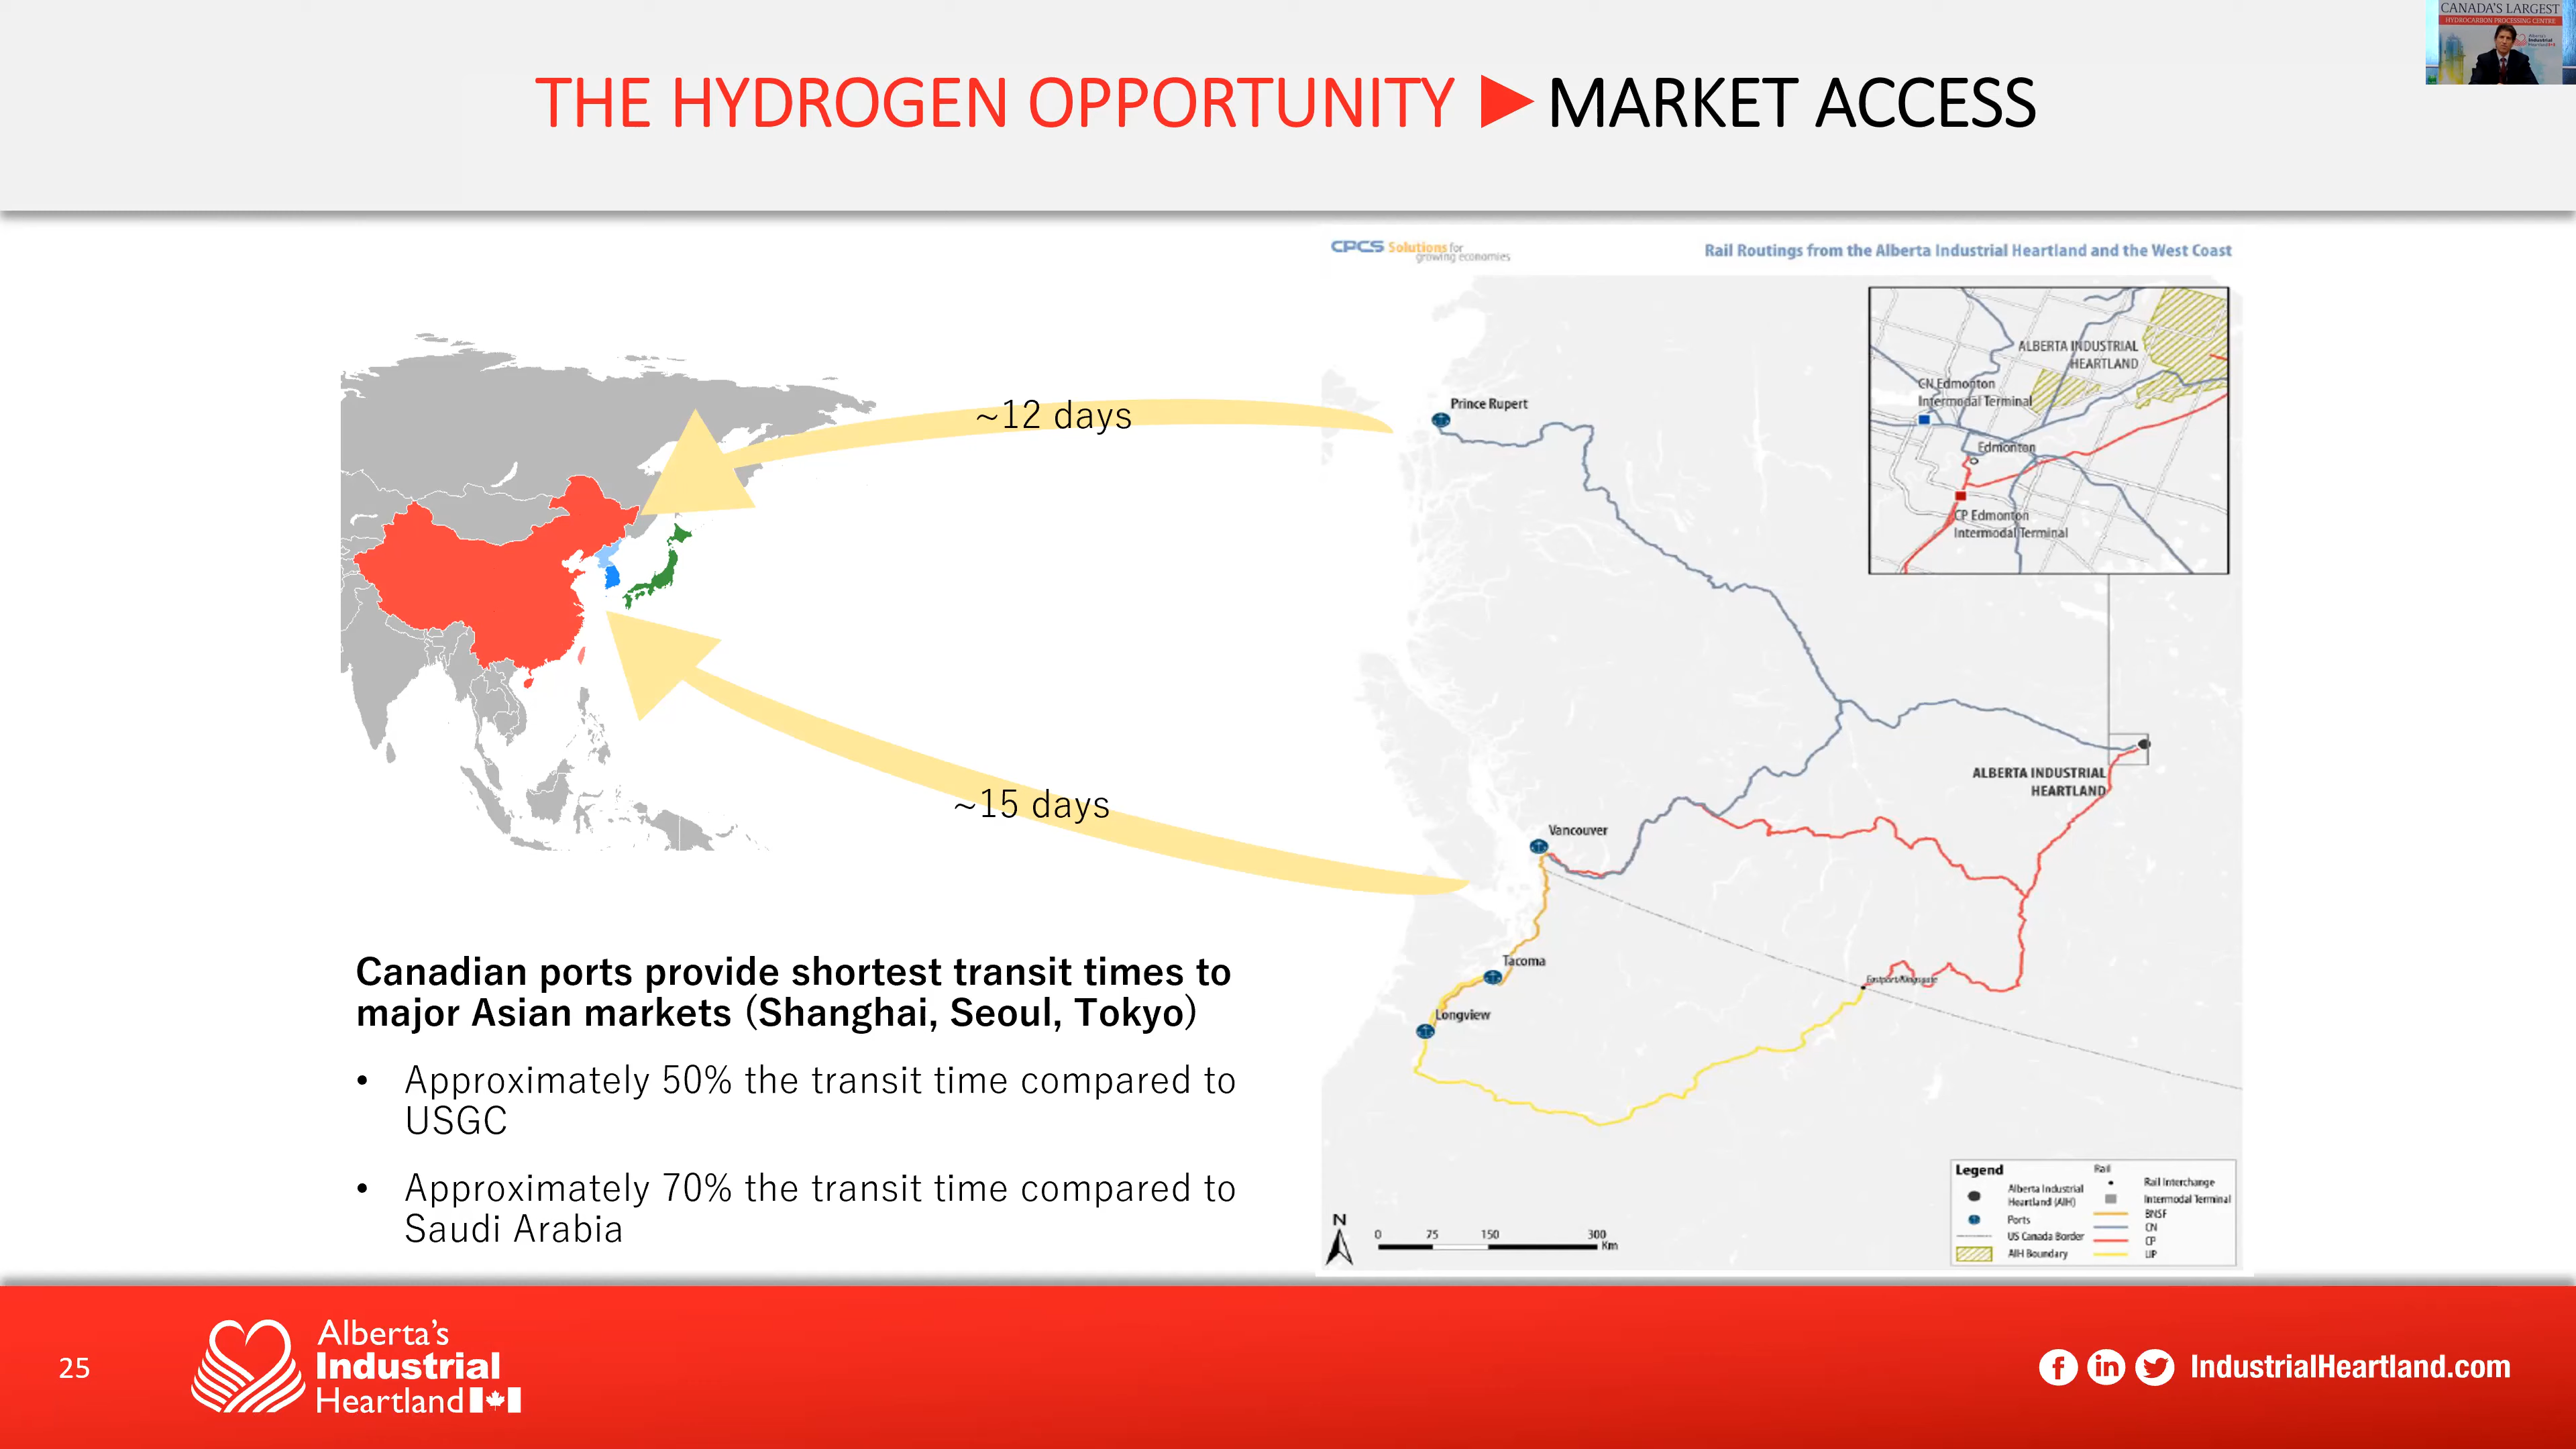 CANADA'S LARGEST
HYDROCARBON PROCESSING CENTRE
THE HYDROGEN OPPORTUNITY ▶ MARKET ACCESS
CPCS Solutions for
growing economies
Rail Routings from the Alberta Industrial Heartland and the West Coast
ALBERTA INDUSTRIAL
HEARTLAND
CN Edmonton
Intermodal Terminal
Edmonton
CP Edmonton
Intermodal Terminal
~12 days
Prince Rupert
ALBERTA INDUSTRIAL
HEARTLAND
~15 days
Vancouver
Tacoma
Eastport/Kingsgate
Longview
Canadian ports provide shortest transit times to
major Asian markets (Shanghai, Seoul, Tokyo)
• Approximately 50% the transit time compared to
USGC
• Approximately 70% the transit time compared to
Saudi Arabia
N
0 75 150 300
Km
Legend
Alberta Industrial
Heartland (AIH)
Ports
US Canada Border
AIH Boundary
Rail
Rail Interchange
Intermodal Terminal
BNSF
CN
CP
UP
25
Alberta's
Industrial
Heartland
IndustrialHeartland.com